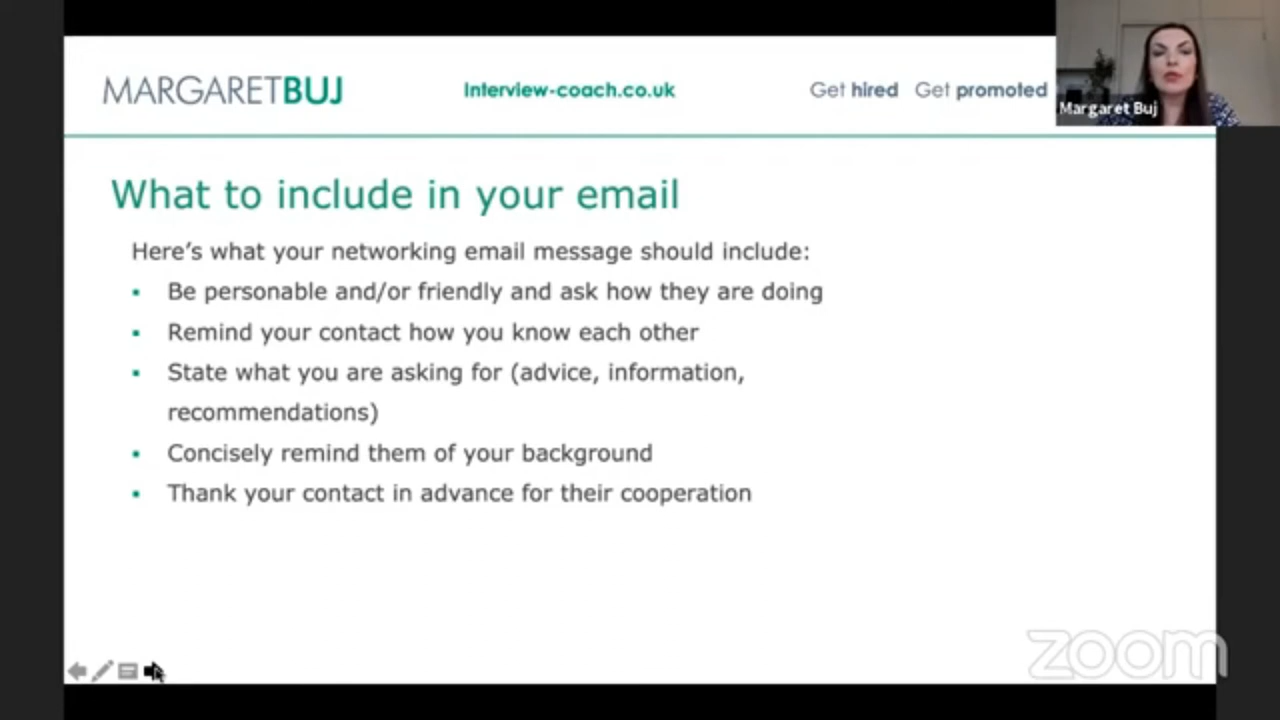 MARGARETBUJ
Interview-coach.co.uk
Get hired Get promoted
Margaret Buj
What to include in your email
Here’s what your networking email message should include:
▪ Be personable and/or friendly and ask how they are doing
▪ Remind your contact how you know each other
▪ State what you are asking for (advice, information,
recommendations)
▪ Concisely remind them of your background
▪ Thank your contact in advance for their cooperation
zoom